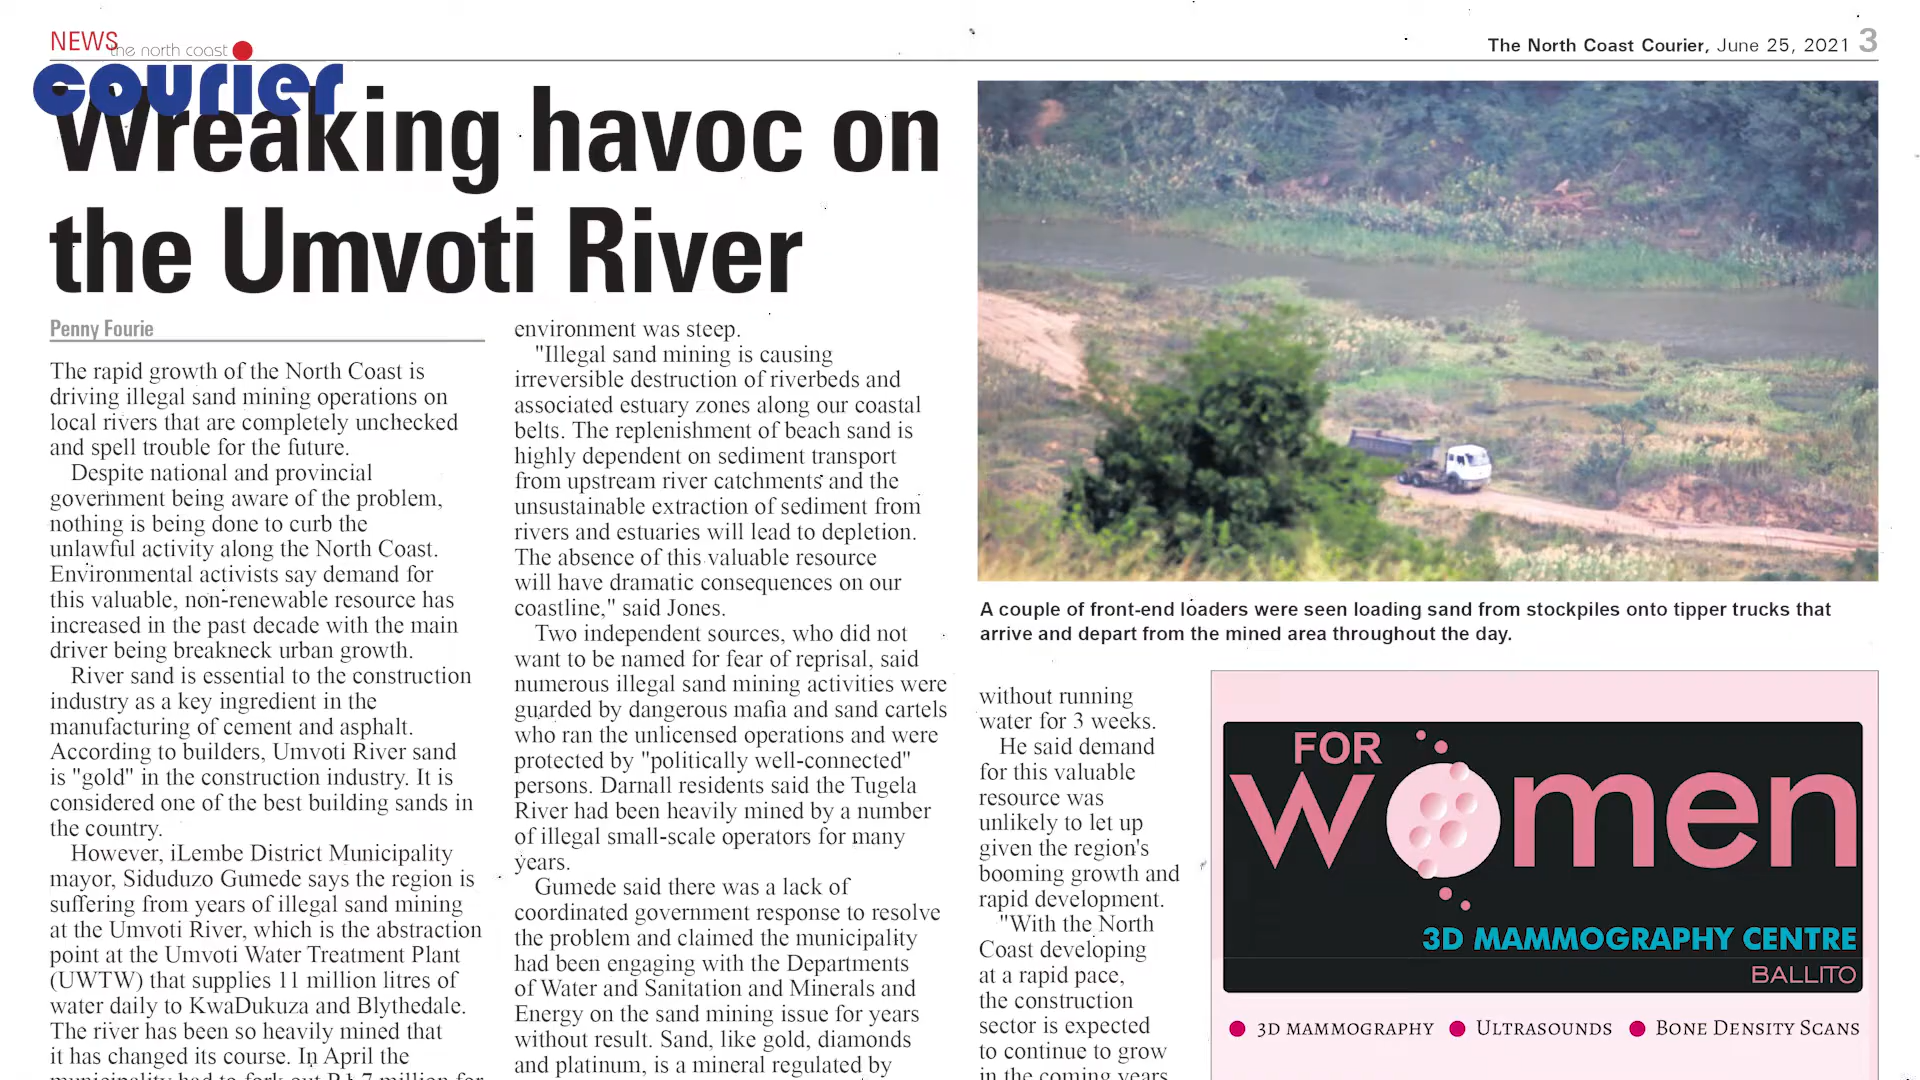 NEWS
the north coast
courier
The North Coast Courier, June 25, 2021 3
Wreaking havoc on
the Umvoti River
Penny Fourie
The rapid growth of the North Coast is
driving illegal sand mining operations on
local rivers that are completely unchecked
and spell trouble for the future.
Despite national and provincial
government being aware of the problem,
nothing is being done to curb the
unlawful activity along the North Coast.
Environmental activists say demand for
this valuable, non-renewable resource has
increased in the past decade with the main
driver being breakneck urban growth.
River sand is essential to the construction
industry as a key ingredient in the
manufacturing of cement and asphalt.
According to builders, Umvoti River sand
is "gold" in the construction industry. It is
considered one of the best building sands in
the country.
However, iLembe District Municipality
mayor, Siduduzo Gumede says the region is
suffering from years of illegal sand mining
at the Umvoti River, which is the abstraction
point at the Umvoti Water Treatment Plant
(UWTW) that supplies 11 million litres of
water daily to KwaDukuza and Blythedale.
The river has been so heavily mined that
it has changed its course. In April the
municipality had to fork out million for
environment was steep.
"Illegal sand mining is causing
irreversible destruction of riverbeds and
associated estuary zones along our coastal
belts. The replenishment of beach sand is
highly dependent on sediment transport
from upstream river catchments and the
unsustainable extraction of sediment from
rivers and estuaries will lead to depletion.
The absence of this valuable resource
will have dramatic consequences on our
coastline," said Jones.
Two independent sources, who did not
want to be named for fear of reprisal, said
numerous illegal sand mining activities were
guarded by dangerous mafia and sand cartels
who ran the unlicensed operations and were
protected by "politically well-connected"
persons. Darnall residents said the Tugela
River had been heavily mined by a number
of illegal small-scale operators for many
years.
Gumede said there was a lack of
coordinated government response to resolve
the problem and claimed the municipality
had been engaging with the Departments
of Water and Sanitation and Minerals and
Energy on the sand mining issue for years
without result. Sand, like gold, diamonds
and platinum, is a mineral regulated by
A couple of front-end loaders were seen loading sand from stockpiles onto tipper trucks that
arrive and depart from the mined area throughout the day.
without running
water for 3 weeks.
He said demand
for this valuable
resource was
unlikely to let up
given the region's
booming growth and
rapid development.
"With the North
Coast developing
at a rapid pace,
the construction
sector is expected
to continue to grow
in the coming years
FOR
women
3D MAMMOGRAPHY CENTRE
BALLITO
3D MAMMOGRAPHY ULTRASOUNDS BONE DENSITY SCANS